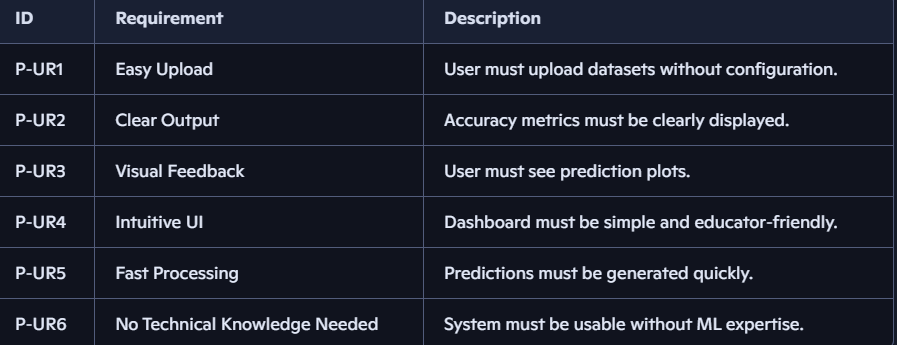 ID Requirement Description
P-UR1 Easy Upload User must upload datasets without configuration.
P-UR2 Clear Output Accuracy metrics must be clearly displayed.
P-UR3 Visual Feedback User must see prediction plots.
P-UR4 Intuitive UI Dashboard must be simple and educator-friendly.
P-UR5 Fast Processing Predictions must be generated quickly.
P-UR6 No Technical Knowledge Needed System must be usable without ML expertise.